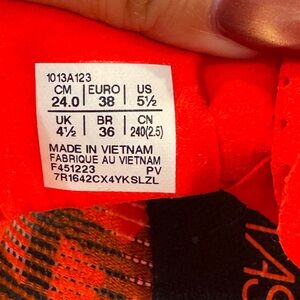 1013A123
CM EURO US
24.0 38 5½
UK BR CN
4½ 36 240(2.5)
MADE IN VIETNAM
FABRIQUE AU VIETNAM
F451223 PV
7R1642CX4YKSLZL